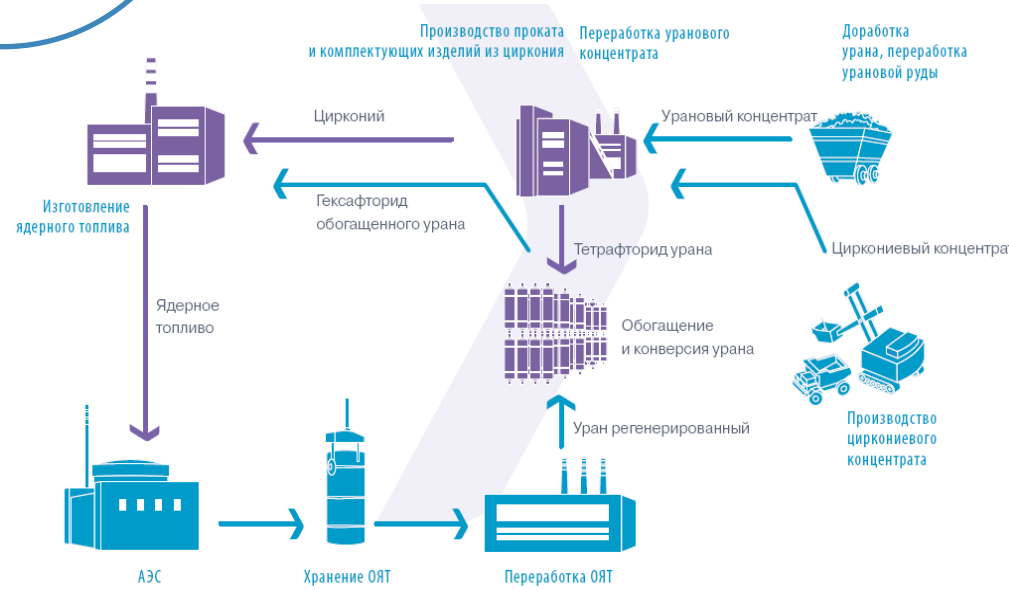 Производство проката
и комплектующих изделий из циркония
Переработка уранового
концентрата
Доработка
урана, переработка
урановой руды
Цирконий
Урановый концентрат
Гексафторид
обогащенного урана
Изготовление
ядерного топлива
Тетрафторид урана
Циркониевый концентрат
Ядерное
топливо
Обогащение
и конверсия урана
Производство
циркониевого
концентрата
Уран регенерированный
АЭС
Хранение ОЯТ
Переработка ОЯТ